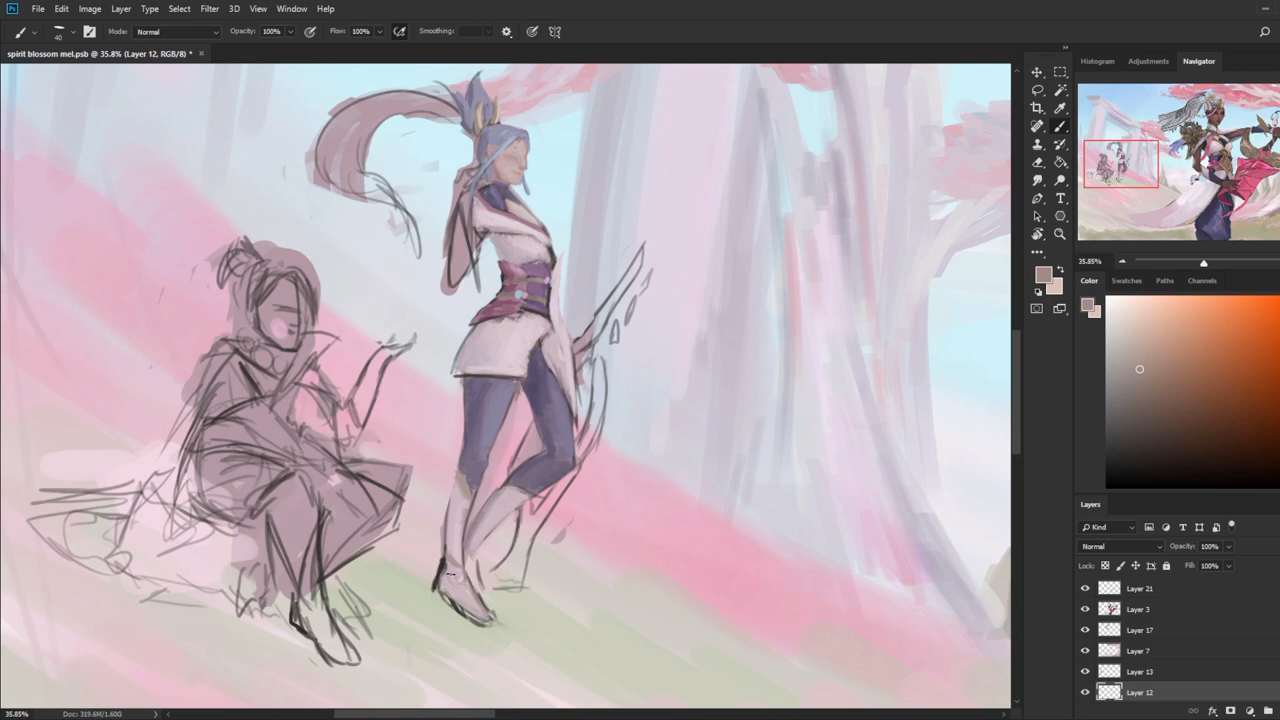 Ps File Edit Image Layer Type Select Filter 3D View Window Help
40 Mode: Normal Opacity: 100% Flow: 100% Smoothing:
spirit blossom mel.psb @ 35.8% (Layer 12, RGB/8) * ×
Histogram Adjustments Navigator
35.85%
Color Swatches Paths Channels
Layers
Kind
Normal Opacity: 100%
Lock: Fill: 100%
Layer 21
Layer 3
Layer 17
Layer 7
Layer 13
Layer 12
35.85% Doc: 319.6M/1.60G
fx